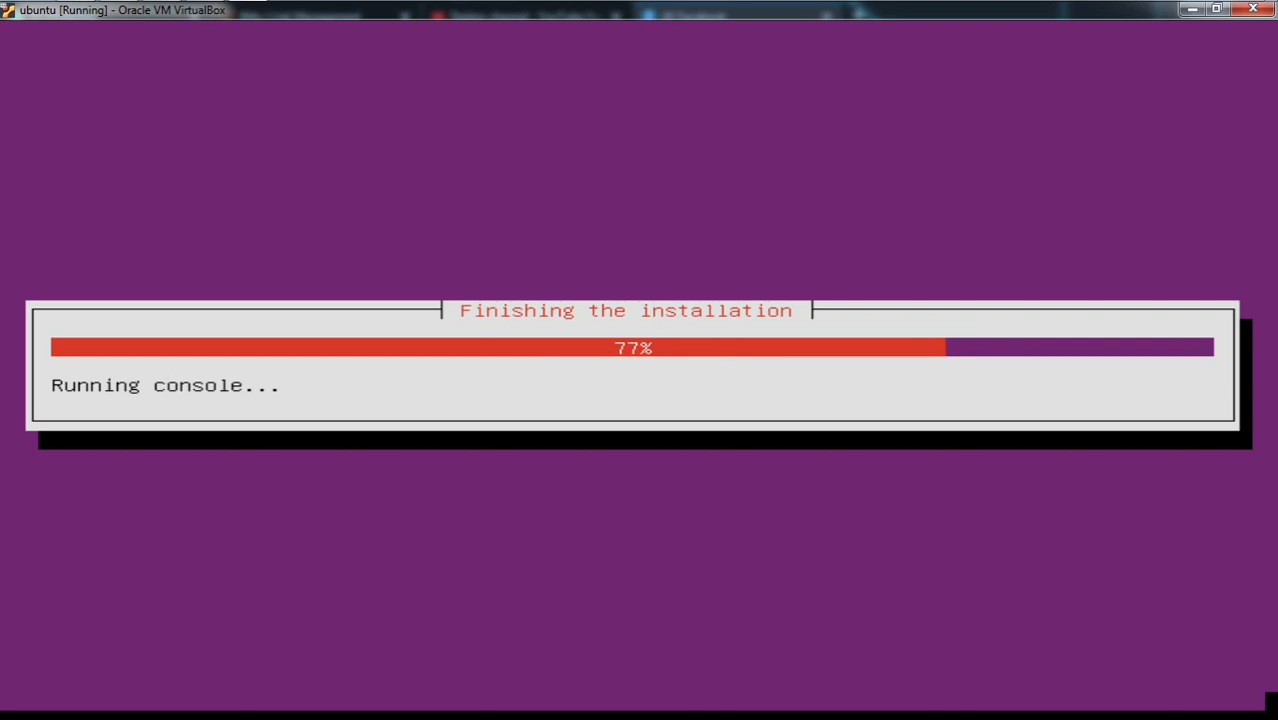 ubuntu [Running] - Oracle VM VirtualBox
Finishing the installation
77%
Running console...